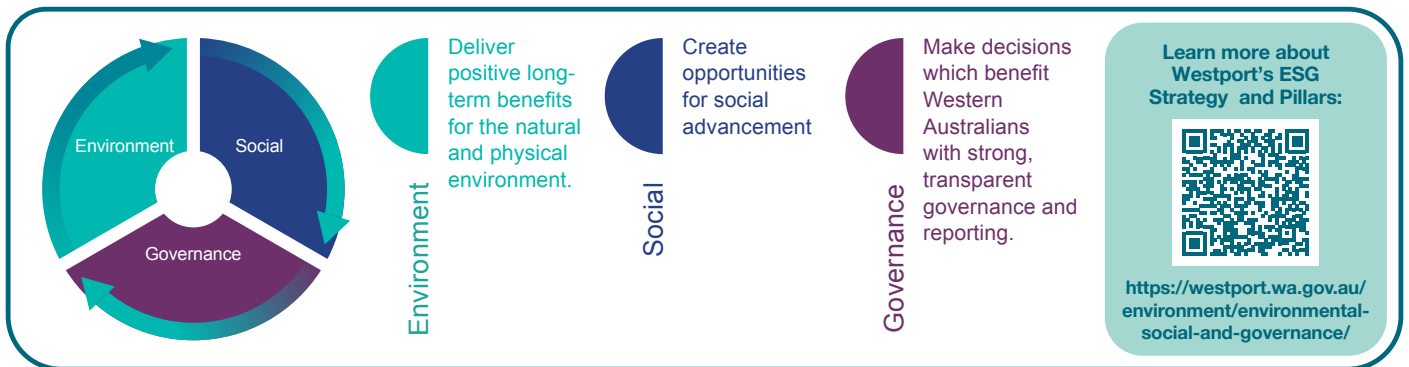 Environment
Social
Governance
Environment
Deliver
positive long-
term benefits
for the natural
and physical
environment.
Social
Create
opportunities
for social
advancement
Governance
Make decisions
which benefit
Western
Australians
with strong,
transparent
governance and
reporting.
Learn more about
Westport’s ESG
Strategy and Pillars:
https://westport.wa.gov.au/
environment/environmental-
social-and-governance/